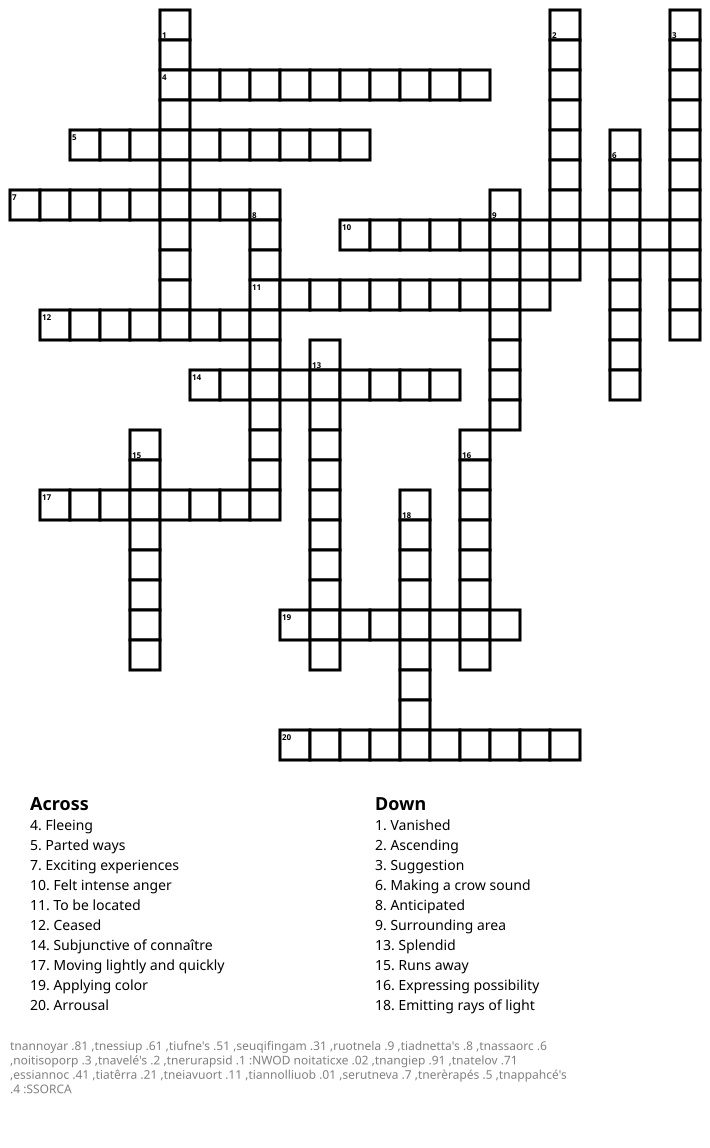 1 2 3
4
5
6
7
8 9
10
11
12
13
14
15 16
17
18
19
20
Across
4. Fleeing
5. Parted ways
7. Exciting experiences
10. Felt intense anger
11. To be located
12. Ceased
14. Subjunctive of connaître
17. Moving lightly and quickly
19. Applying color
20. Arrousal
Down
1. Vanished
2. Ascending
3. Suggestion
6. Making a crow sound
8. Anticipated
9. Surrounding area
13. Splendid
15. Runs away
16. Expressing possibility
18. Emitting rays of light
tnannoyar .81 ,tnessiup .61 ,tiufne's .51 ,seuqifingam .31 ,ruotnela .9 ,tiadnetta's .8 ,tnassaorc .6
,noitisoporp .3 ,tnavelé's .2 ,tnerurapsid .1 :NWOD noitaticxe .02 ,tnangiep .91 ,tnatelov .71
,essiannoc .41 ,tiatêrra .21 ,tneiavuort .11 ,tiannolliuob .01 ,serutneva .7 ,tnerèrapés .5 ,tnappahcé's
.4 :SSORCA